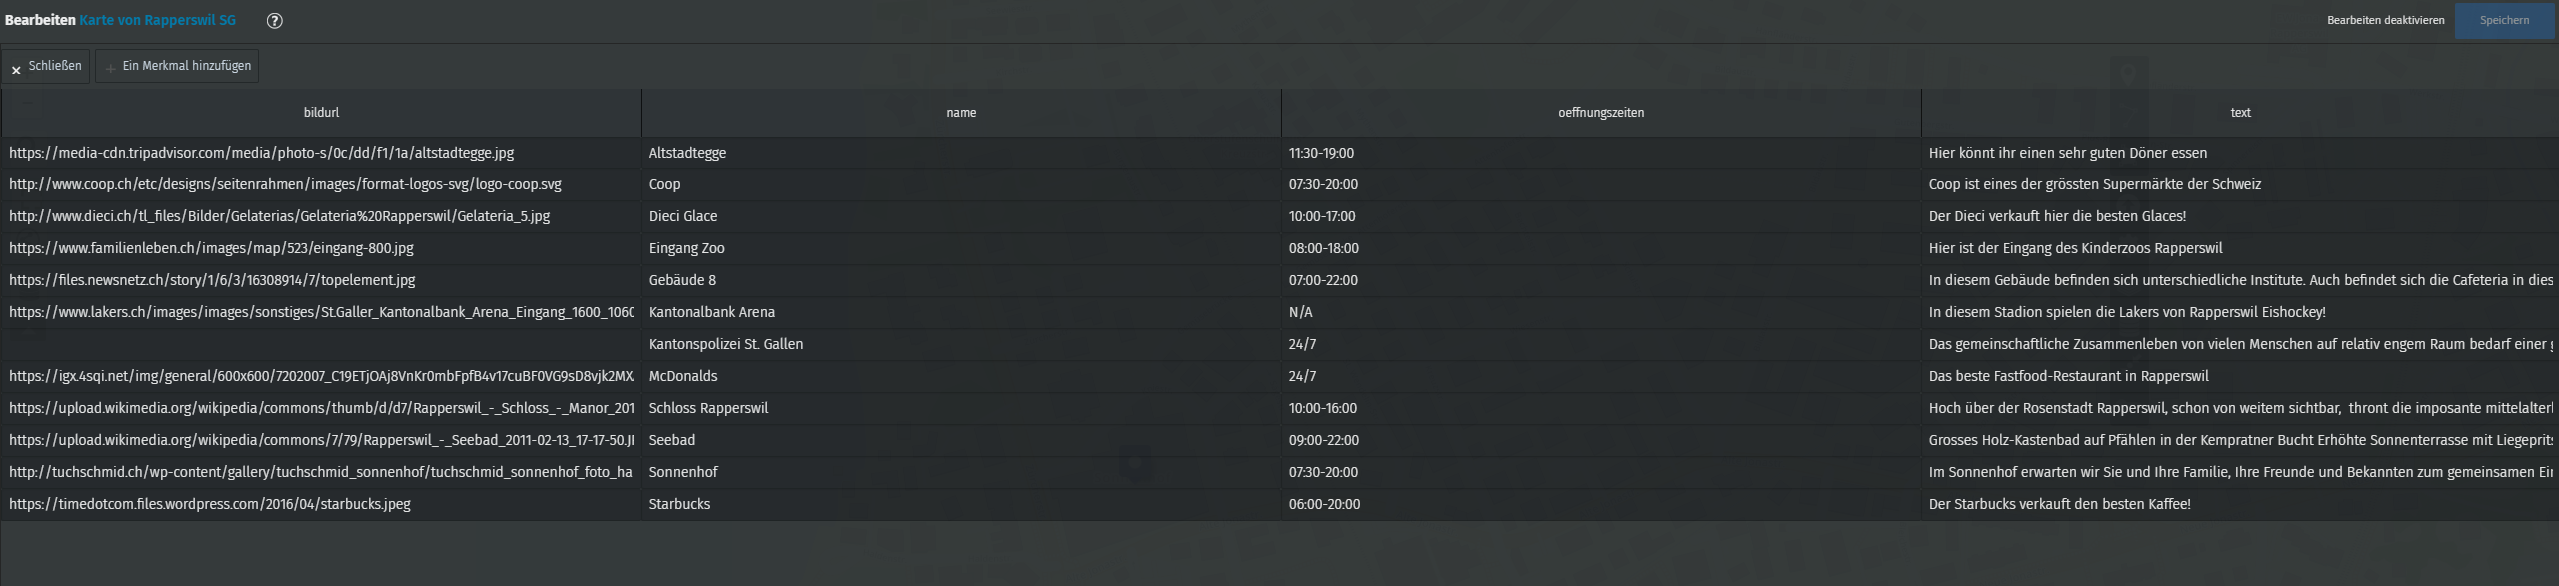 Bearbeiten Karte von Rapperswil SG ? Bearbeiten deaktivieren Speichern
× Schließen + Ein Merkmal hinzufügen
bildurl name oeffnungszeiten text
https://media-cdn.tripadvisor.com/media/photo-s/0c/dd/f1/1a/altstadtegge.jpg Altstadtegge 11:30-19:00 Hier könnt ihr einen sehr guten Döner essen
http://www.coop.ch/etc/designs/seitenrahmen/images/format-logos-svg/logo-coop.svg Coop 07:30-20:00 Coop ist eines der grössten Supermärkte der Schweiz
http://www.dieci.ch/tl_files/Bilder/Gelaterias/Gelateria%20Rapperswil/Gelateria_5.jpg Dieci Glace 10:00-17:00 Der Dieci verkauft hier die besten Glaces!
https://www.familienleben.ch/images/map/523/eingang-800.jpg Eingang Zoo 08:00-18:00 Hier ist der Eingang des Kinderzoos Rapperswil
https://files.newsnetz.ch/story/1/6/3/16308914/7/topelement.jpg Gebäude 8 07:00-22:00 In diesem Gebäude befinden sich unterschiedliche Institute. Auch befindet sich die Cafeteria in dies
https://www.lakers.ch/images/images/sonstiges/St.Galler_Kantonalbank_Arena_Eingang_1600_1060 Kantonalbank Arena N/A In diesem Stadion spielen die Lakers von Rapperswil Eishockey!
Kantonspolizei St. Gallen 24/7 Das gemeinschaftliche Zusammenleben von vielen Menschen auf relativ engem Raum bedarf einer
https://igx.4sqi.net/img/general/600x600/7202007_C19ETjOAj8VnKr0mbFpfB4v17cuBF0VG9sD8vjk2MX McDonalds 24/7 Das beste Fastfood-Restaurant in Rapperswil
https://upload.wikimedia.org/wikipedia/commons/thumb/d/d7/Rapperswil_-_Schloss_-_Manor_201 Schloss Rapperswil 10:00-16:00 Hoch über der Rosenstadt Rapperswil, schon von weitem sichtbar, thront die imposante mittelalterl
https://upload.wikimedia.org/wikipedia/commons/7/79/Rapperswil_-_Seebad_2011-02-13_17-17-50.J Seebad 09:00-22:00 Grosses Holz-Kastenbad auf Pfählen in der Kempratner Bucht Erhöhte Sonnenterrasse mit Liegeprits
http://tuchschmid.ch/wp-content/gallery/tuchschmid_sonnenhof/tuchschmid_sonnenhof_foto_ha Sonnenhof 07:30-20:00 Im Sonnenhof erwarten wir Sie und Ihre Familie, Ihre Freunde und Bekannten zum gemeinsamen Ei
https://timedotcom.files.wordpress.com/2016/04/starbucks.jpeg Starbucks 06:00-20:00 Der Starbucks verkauft den besten Kaffee!